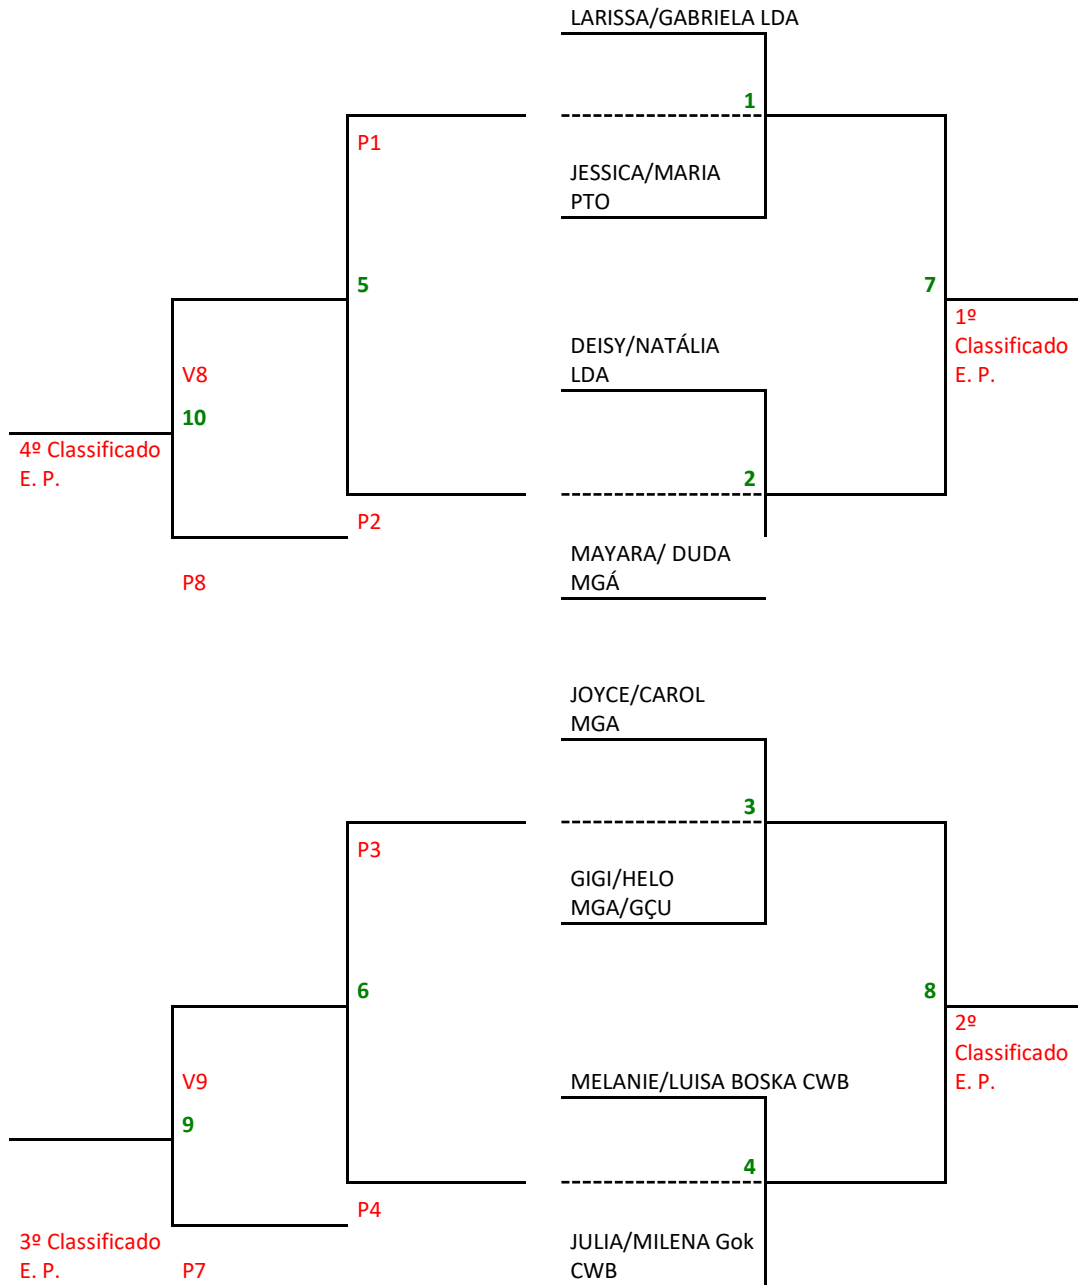 LARISSA/GABRIELA LDA
1
P1
JESSICA/MARIA
PTO
5
7
1º
Classificado
E. P.
DEISY/NATÁLIA
LDA
V8
10
4º Classificado
E. P.
2
P2
MAYARA/ DUDA
MGÁ
P8
JOYCE/CAROL
MGA
3
P3
GIGI/HELO
MGA/GÇU
6
8
2º
Classificado
E. P.
V9
MELANIE/LUISA BOSKA CWB
9
4
P4
3º Classificado
E. P.
P7
JULIA/MILENA Gok
CWB